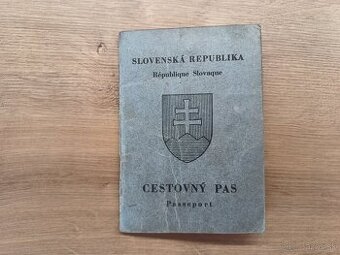 SLOVENSKÁ REPUBLIKA
République Slovaque
CESTOVNÝ PAS
Passeport